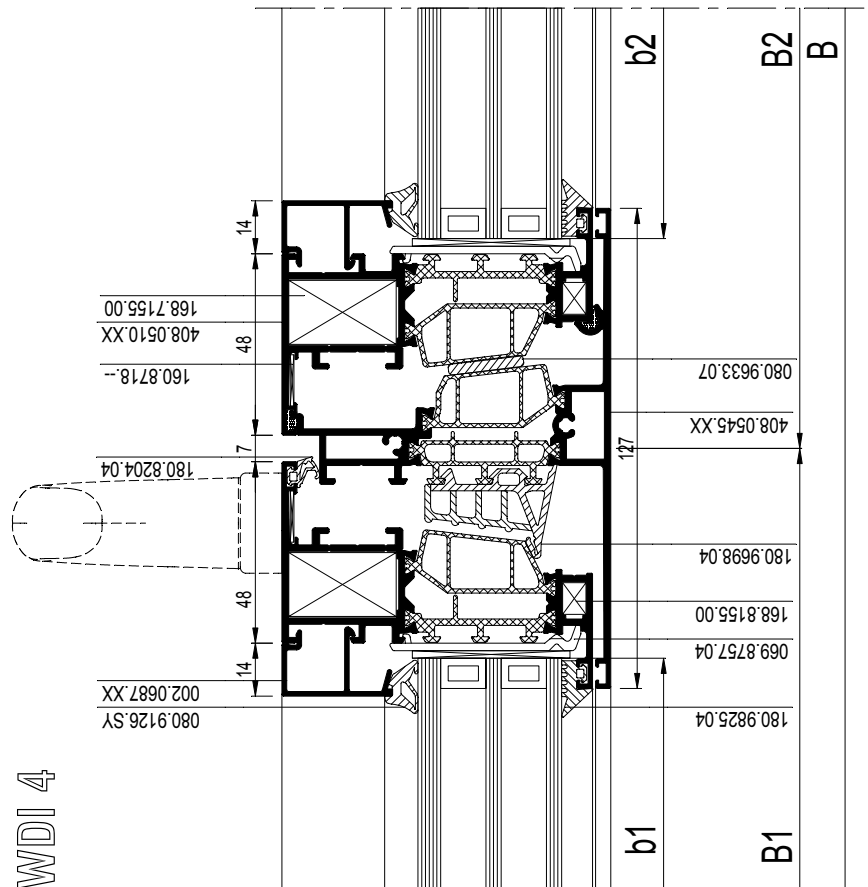 b2
B2
B
14
168.7155.00
408.0510.XX
48
160.8718.--
080.9633.07
408.0545.XX
127
7
180.8204.04
180.9698.04
48
168.8155.00
069.8757.04
14
002.0687.XX
080.9126.SY
180.9825.04
WDI 4
b1
B1